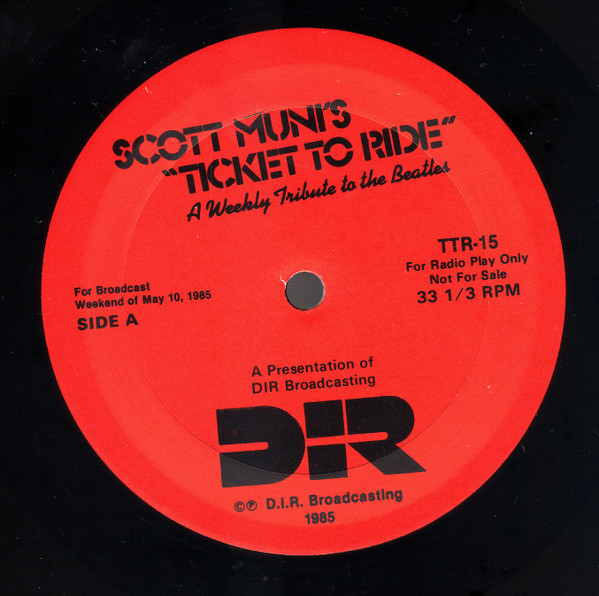 SCOTT MUNI'S
"TICKET TO RIDE"
A Weekly Tribute to the Beatles
TTR-15
For Radio Play Only
Not For Sale
33 1/3 RPM
For Broadcast
Weekend of May 10, 1985
SIDE A
A Presentation of
DIR Broadcasting
DIR
©℗ D.I.R. Broadcasting
1985